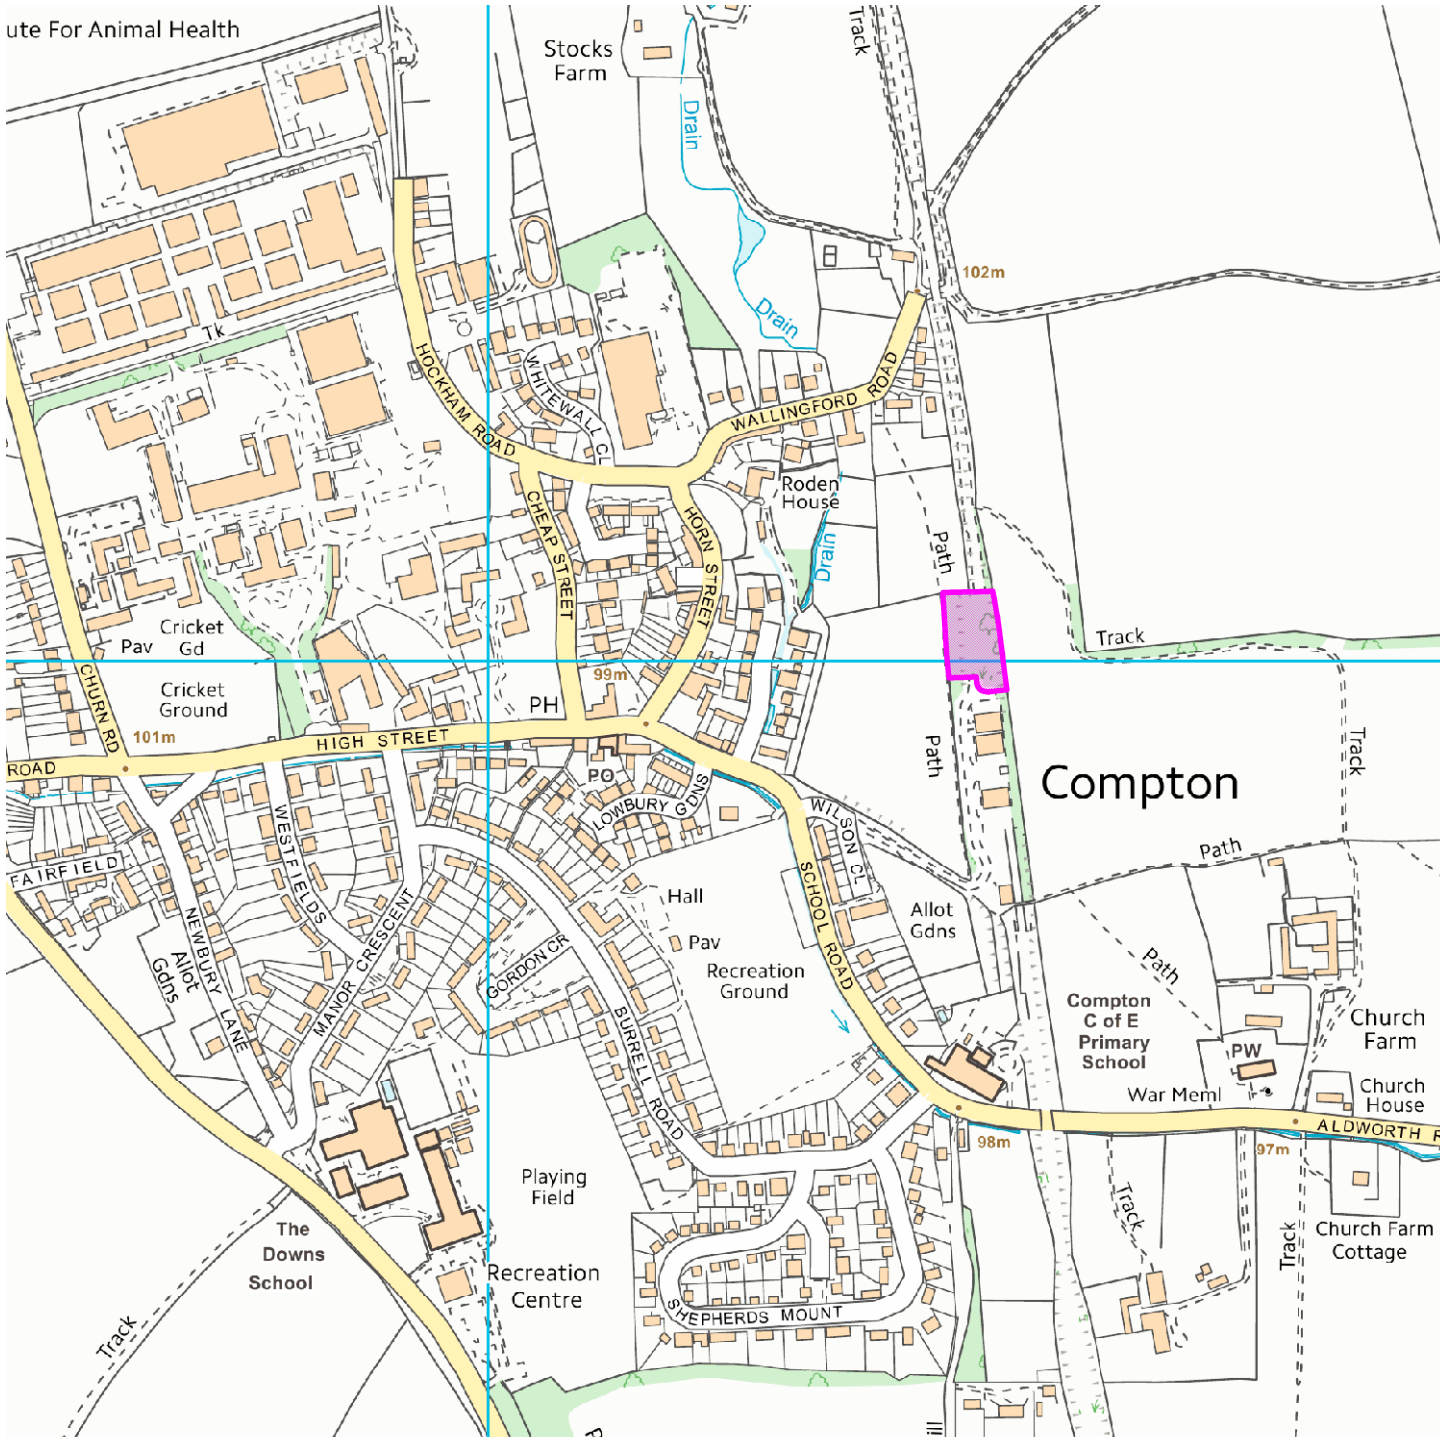 ute For Animal Health
Stocks
Farm
Track
Drain
102m
Tk
Drain
HOCKHAM ROAD
WHITEWALL CL
WALLINGFORD ROAD
Roden
House
CHEAP STREET
HORN STREET
Drain
Path
Cricket
Gd
Pav
Track
CHURN RD
Cricket
Ground
99m
PH
101m
HIGH STREET
ROAD
Path
Track
Compton
PO
LOWBURY GDNS
WILSON CL
WESTFIELDS
FAIRFIELD
Path
SCHOOL ROAD
Hall
Allot
Gdns
NEWBURY LANE
Allot
Gdns
MANOR CRESCENT
GORDON CR
Pav
Recreation
Ground
Path
Compton
C of E
Primary
School
Church
Farm
BURRELL ROAD
PW
War Meml
Church
House
98m
ALDWORTH R
97m
Playing
Field
Track
The
Downs
School
Track
Church Farm
Cottage
Recreation
Centre
SHEPHERDS MOUNT
Track
ill